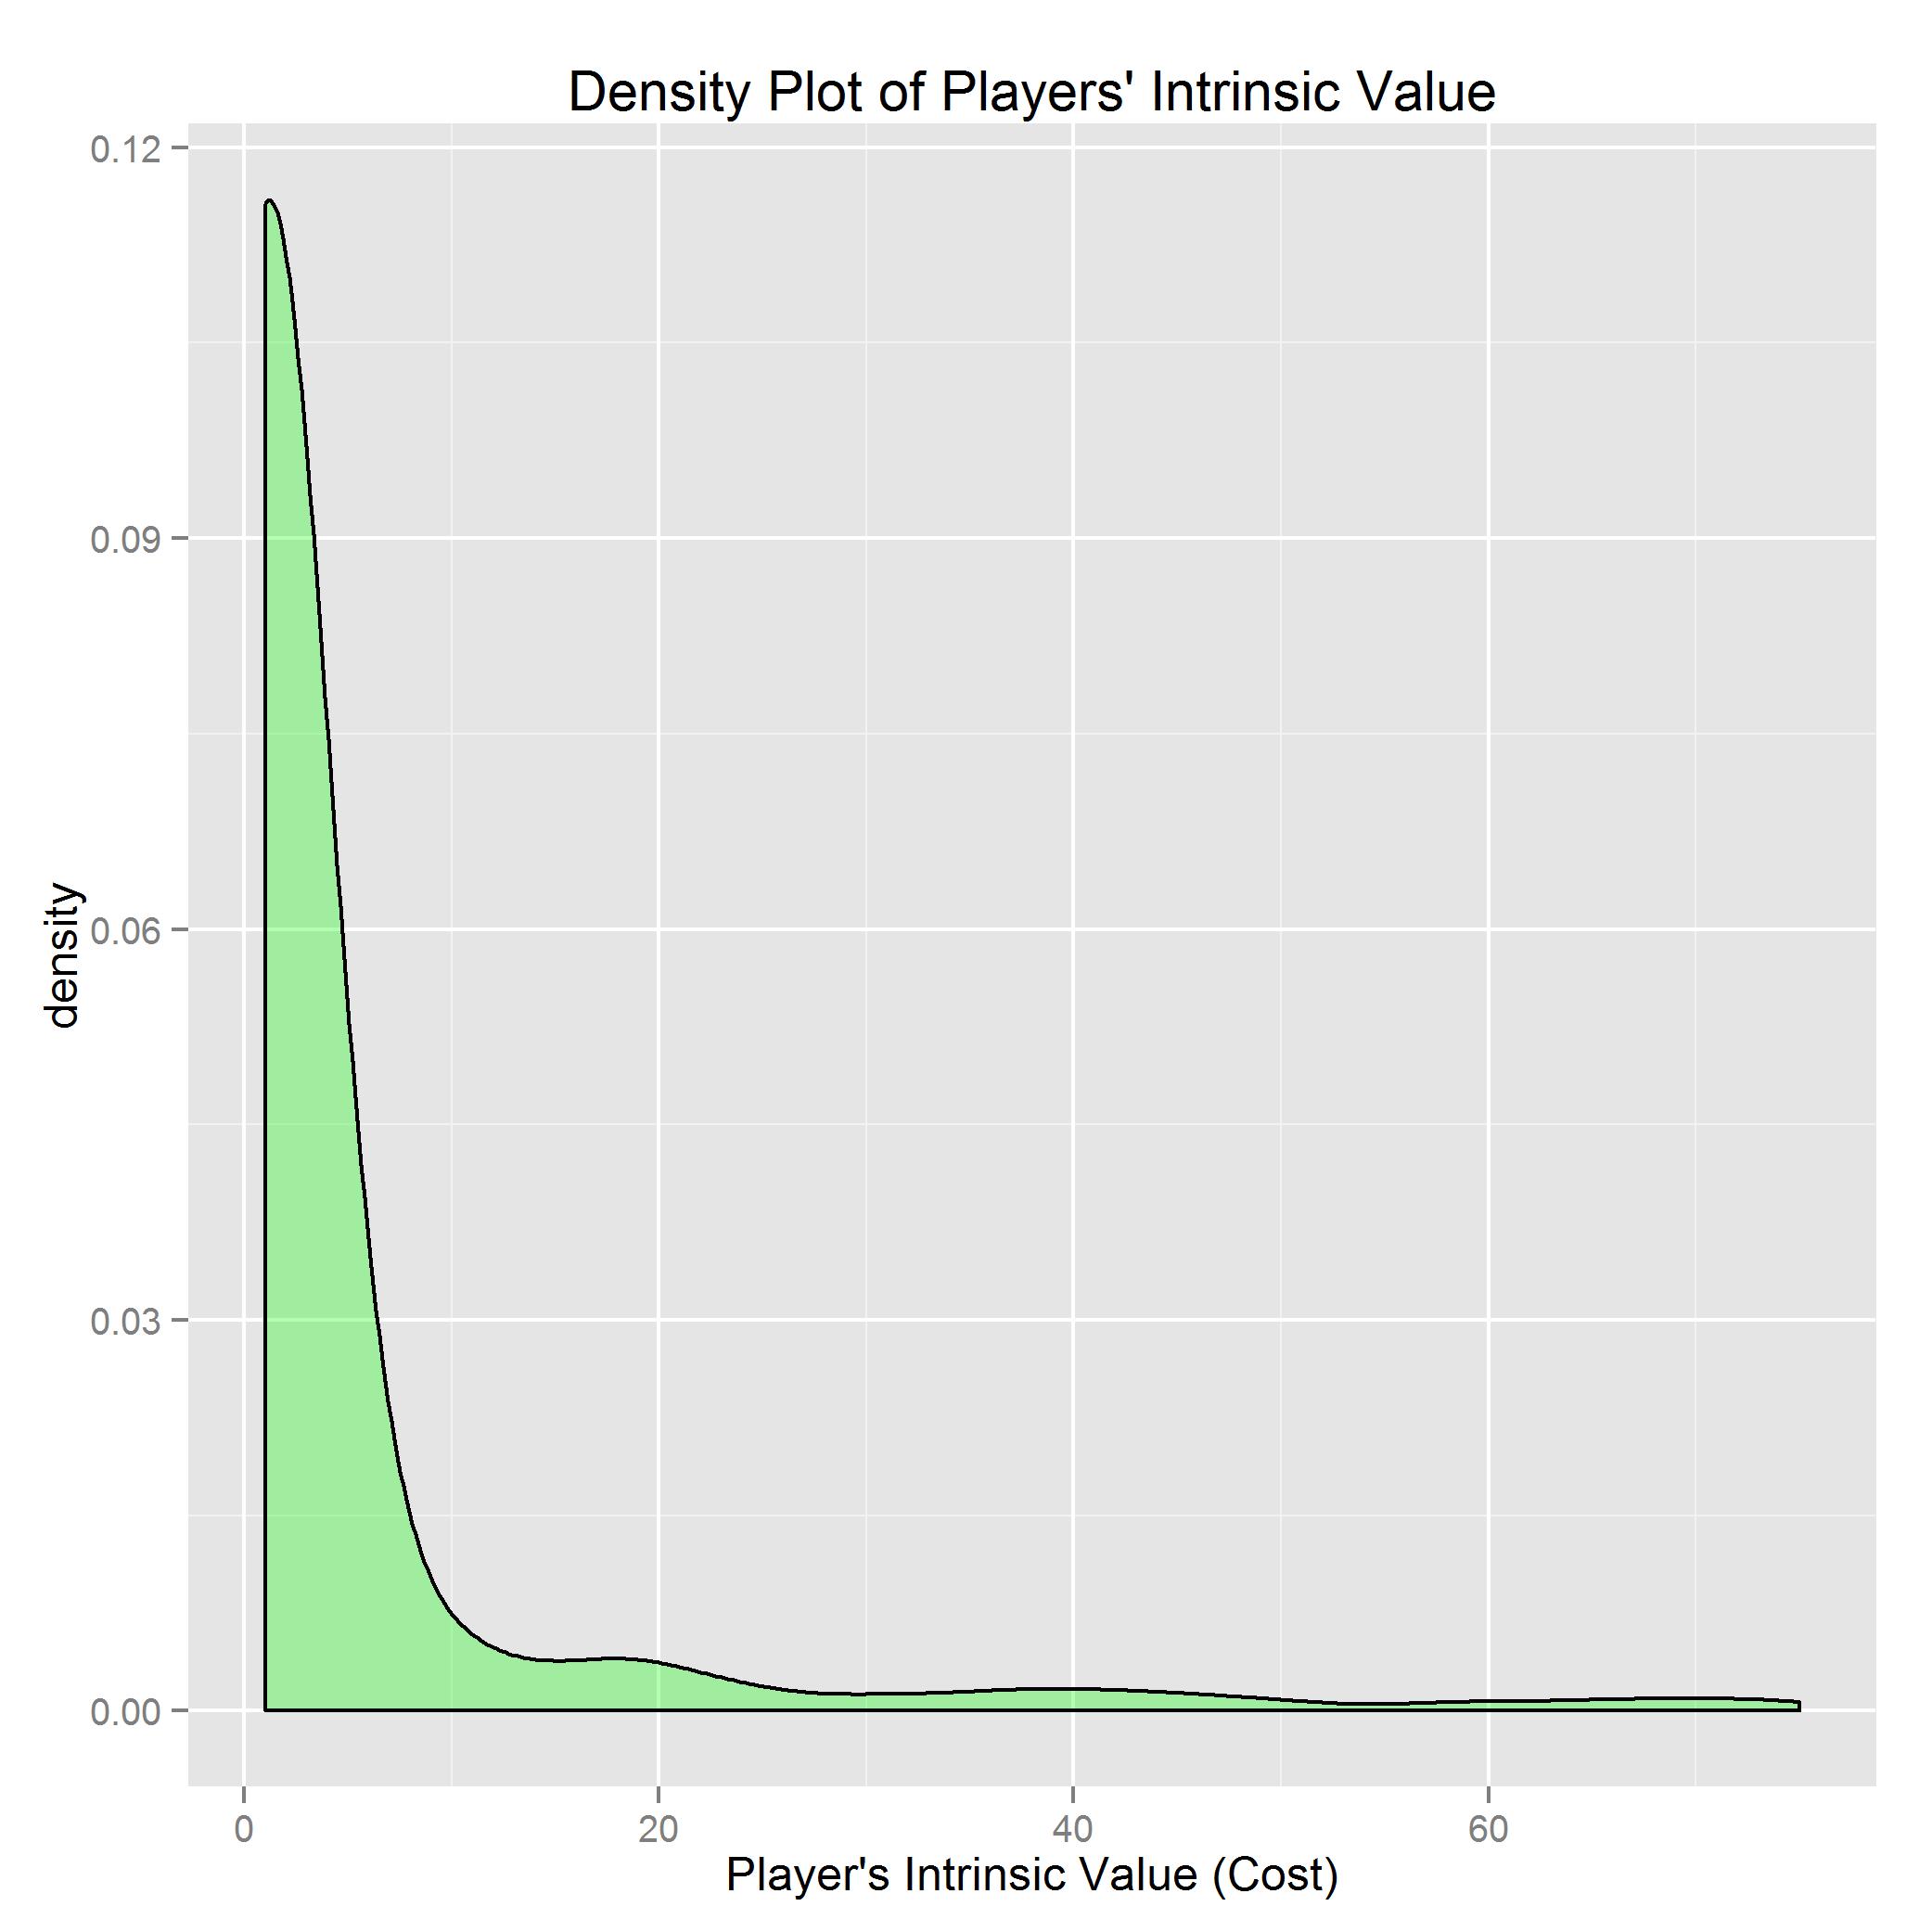 Density Plot of Players' Intrinsic Value
0.12
0.09
0.06
0.03
0.00
density
0 20 40 60
Player's Intrinsic Value (Cost)